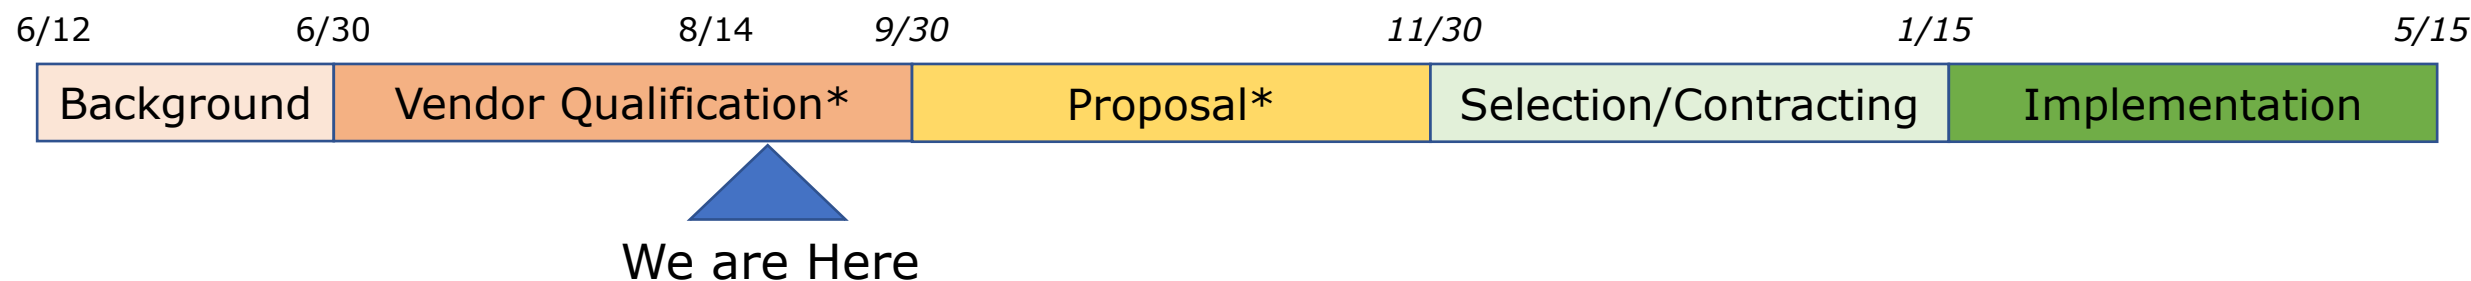 6/12 6/30 8/14 9/30 11/30 1/15 5/15
Background Vendor Qualification* Proposal* Selection/Contracting Implementation
We are Here